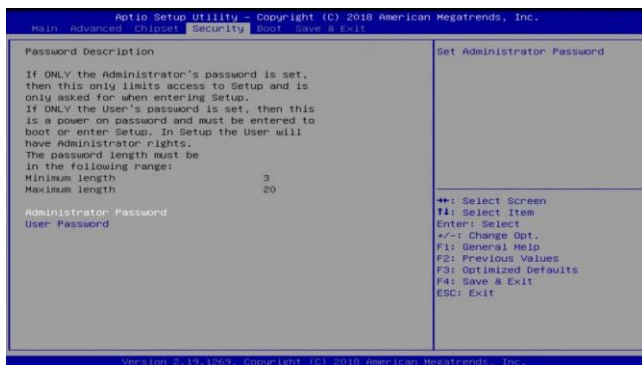 Aptio Setup Utility – Copyright (C) 2018 American Megatrends, Inc.
Main Advanced Chipset Security Boot Save & Exit
Password Description
If ONLY the Administrator's password is set,
then this only limits access to Setup and is
only asked for when entering Setup.
If ONLY the User's password is set, then this
is a power on password and must be entered to
boot or enter Setup. In Setup the User will
have Administrator rights.
The password length must be
in the following range:
Minimum length 3
Maximum length 20
Administrator Password
User Password
Set Administrator Password
→←: Select Screen
↑↓: Select Item
Enter: Select
+/-: Change Opt.
F1: General Help
F2: Previous Values
F3: Optimized Defaults
F4: Save & Exit
ESC: Exit
Version 2.19.1269. Copyright (C) 2018 American Megatrends, Inc.